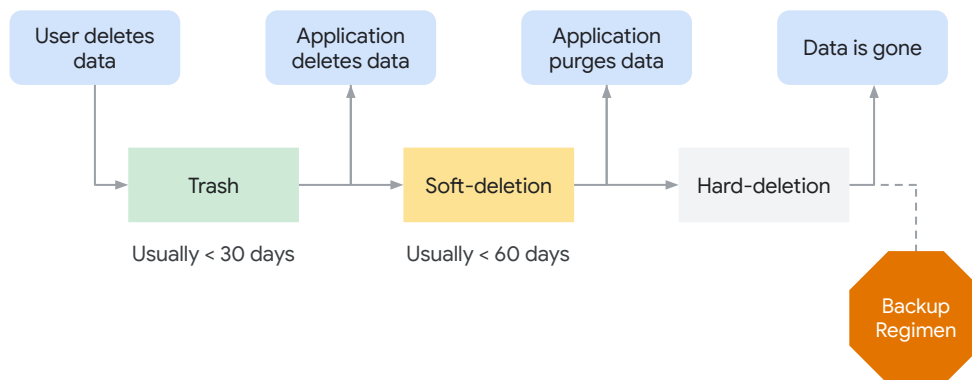 User deletes
data
Application
deletes data
Application
purges data
Data is gone
Trash
Soft-deletion
Hard-deletion
Usually < 30 days
Usually < 60 days
Backup
Regimen